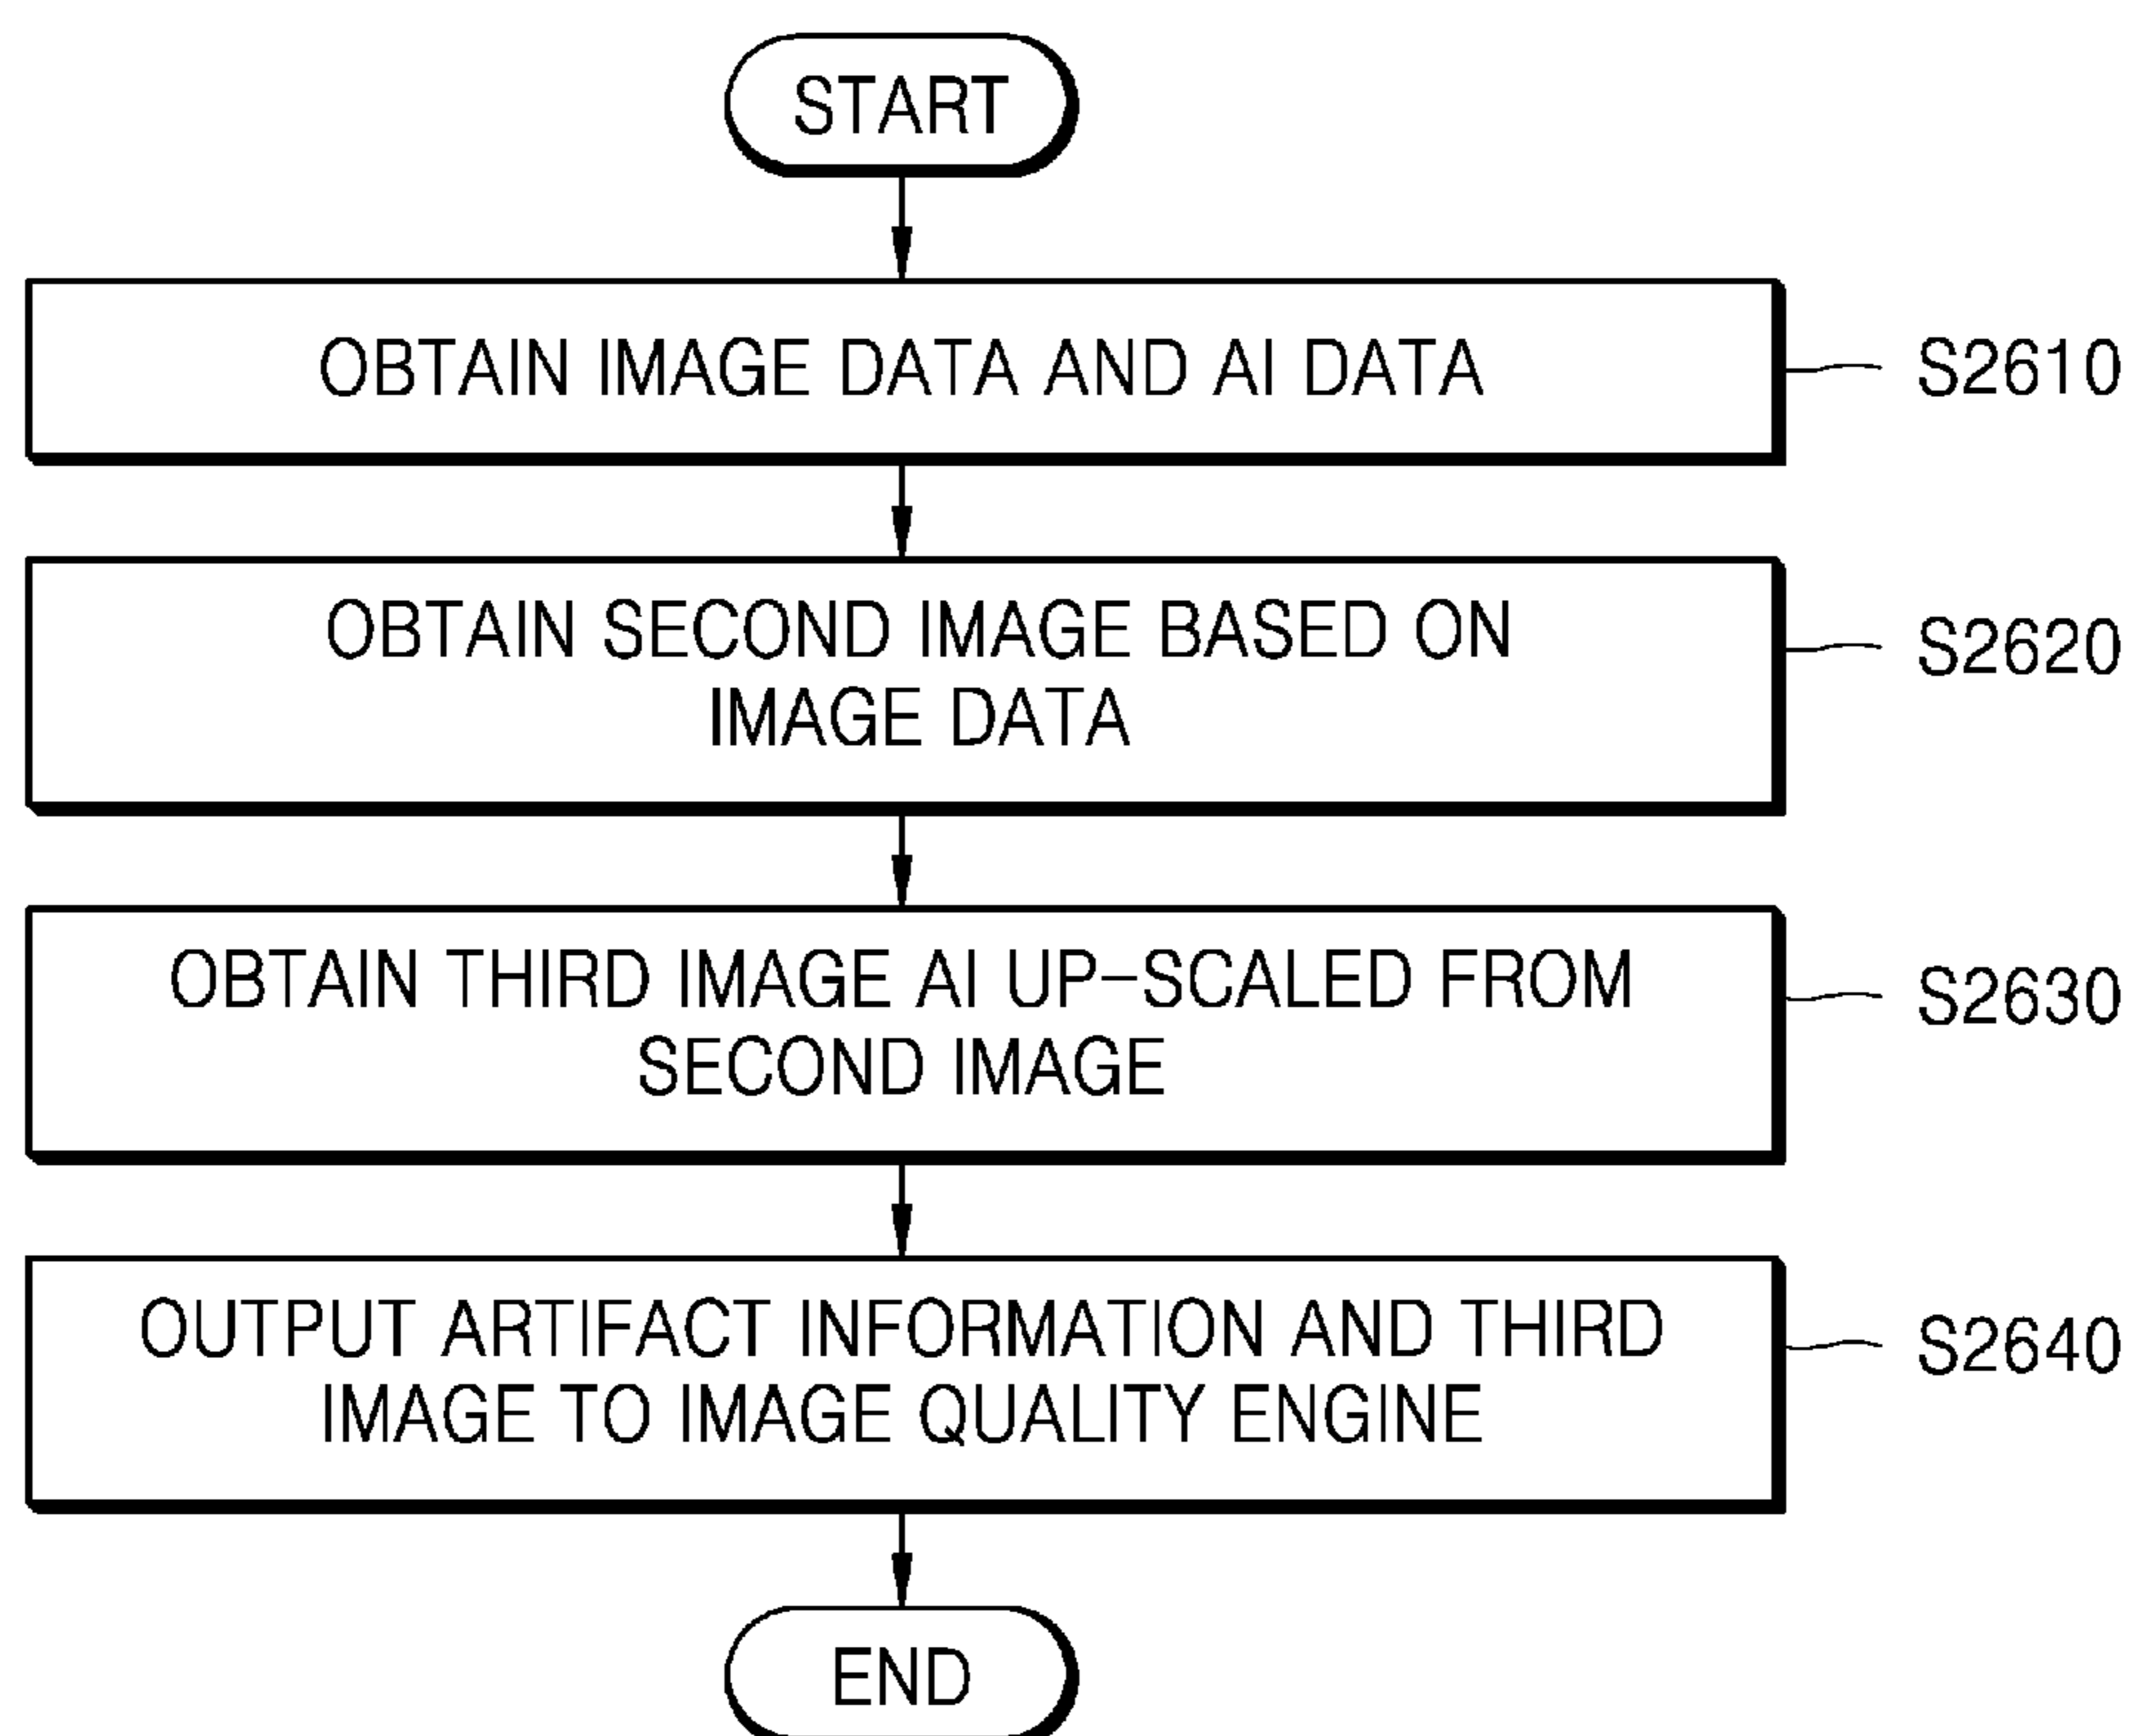 START
OBTAIN IMAGE DATA AND AI DATA
S2610
OBTAIN SECOND IMAGE BASED ON
IMAGE DATA
S2620
OBTAIN THIRD IMAGE AI UP-SCALED FROM
SECOND IMAGE
S2630
OUTPUT ARTIFACT INFORMATION AND THIRD
IMAGE TO IMAGE QUALITY ENGINE
S2640
END